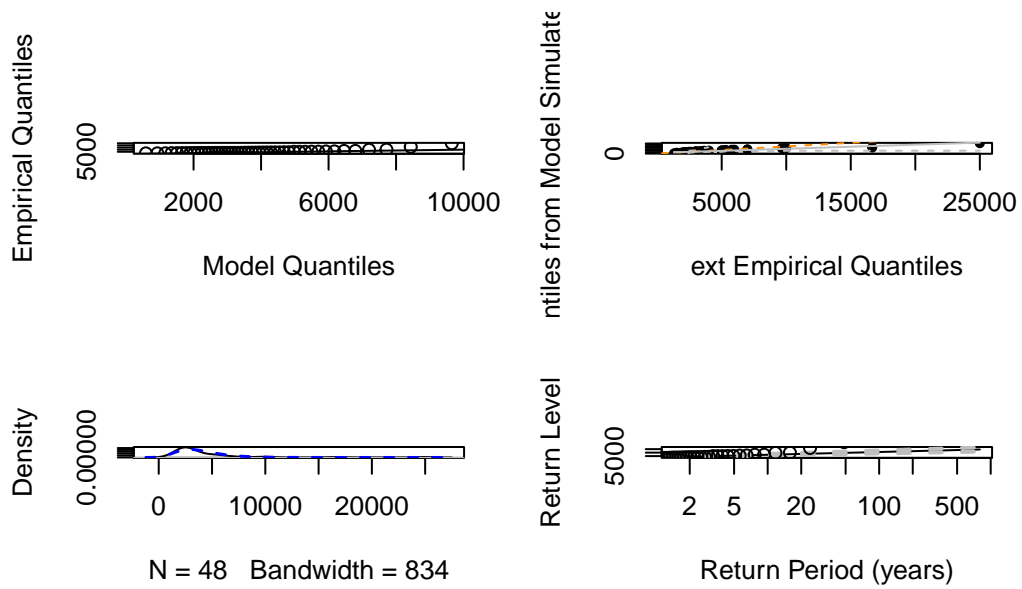 Empirical Quantiles
5000
2000 6000 10000
Model Quantiles
ntiles from Model Simulate
0
5000 15000 25000
ext Empirical Quantiles
Density
0.00000
0 10000 20000
N = 48 Bandwidth = 834
Return Level
5000
2 5 20 100 500
Return Period (years)